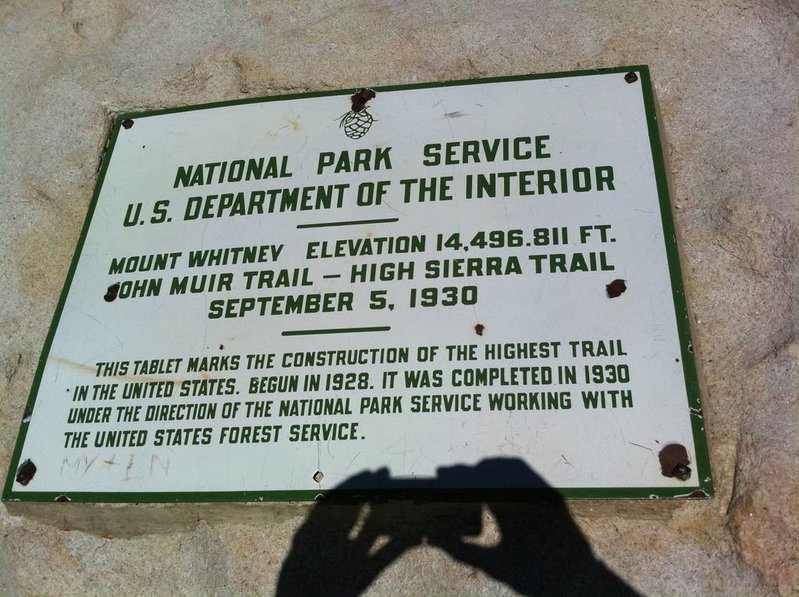 NATIONAL PARK SERVICE
U.S. DEPARTMENT OF THE INTERIOR
MOUNT WHITNEY ELEVATION 14,496.811 FT.
JOHN MUIR TRAIL — HIGH SIERRA TRAIL
SEPTEMBER 5, 1930
THIS TABLET MARKS THE CONSTRUCTION OF THE HIGHEST TRAIL
IN THE UNITED STATES. BEGUN IN 1928. IT WAS COMPLETED IN 1930
UNDER THE DIRECTION OF THE NATIONAL PARK SERVICE WORKING WITH
THE UNITED STATES FOREST SERVICE.